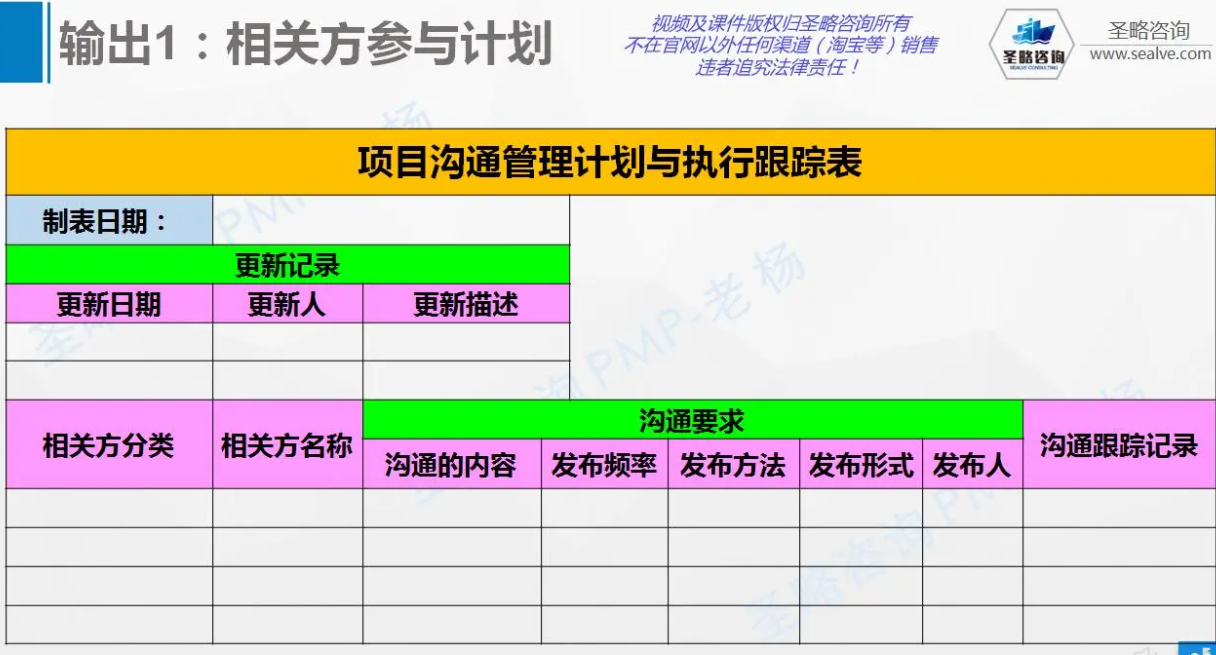 输出1：相关方参与计划
视频及课件版权归圣略咨询所有
不在官网以外任何渠道（淘宝等）销售
违者追究法律责任！
圣略咨询
SEALVE CONSULTING
圣略咨询
www.sealve.com
项目沟通管理计划与执行跟踪表
制表日期：
更新记录
更新日期 更新人 更新描述
相关方分类 相关方名称 沟通要求 沟通跟踪记录
沟通的内容 发布频率 发布方法 发布形式 发布人
圣略咨询PMP-老杨